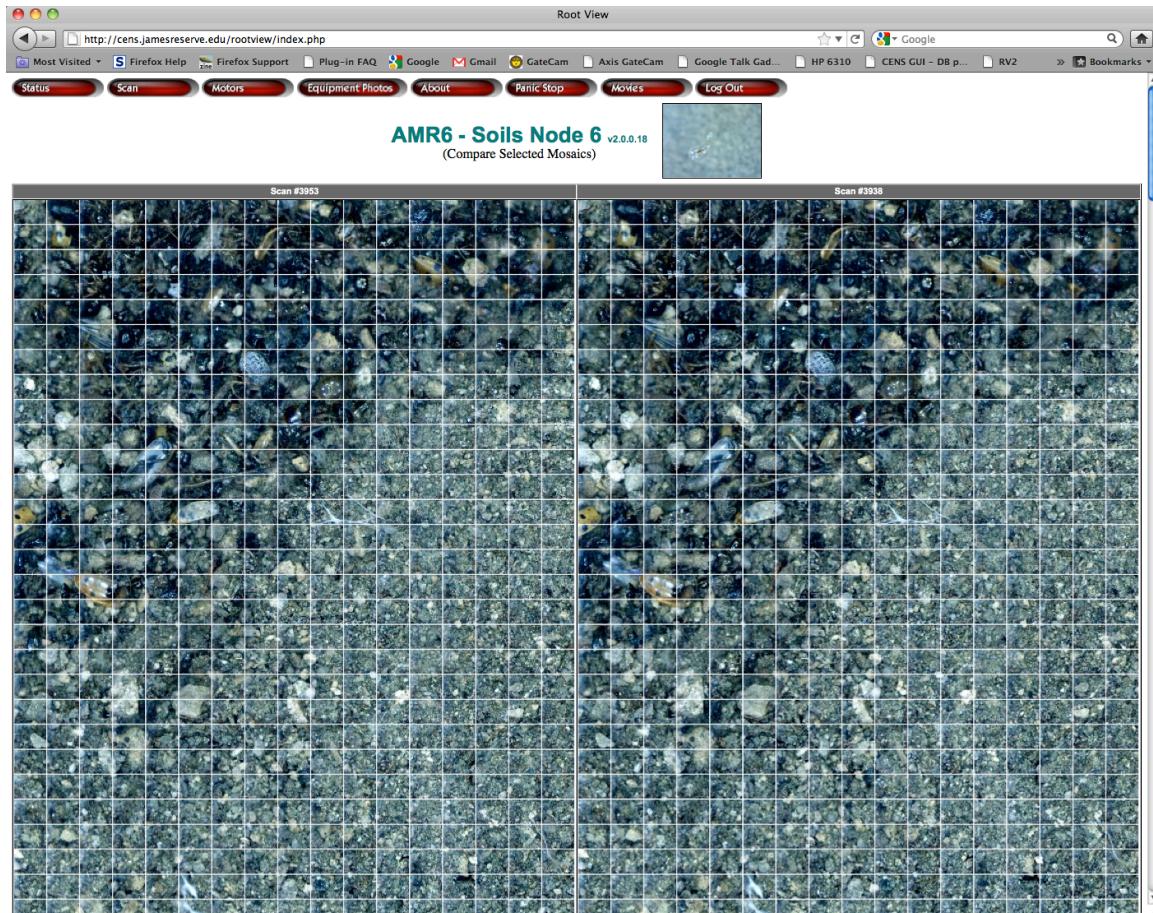 Root View
http://cens.jamesreserve.edu/rootview/index.php
Google
Most Visited Firefox Help Firefox Support Plug-in FAQ Google Gmail GateCam Axis GateCam Google Talk Gad... HP 6310 CENS GUI - DB p... RV2 » Bookmarks
Status Scan Motors Equipment Photos About Panic Stop Movies Log Out
AMR6 - Soils Node 6 v2.0.0.18
(Compare Selected Mosaics)
Scan #3953 Scan #3938